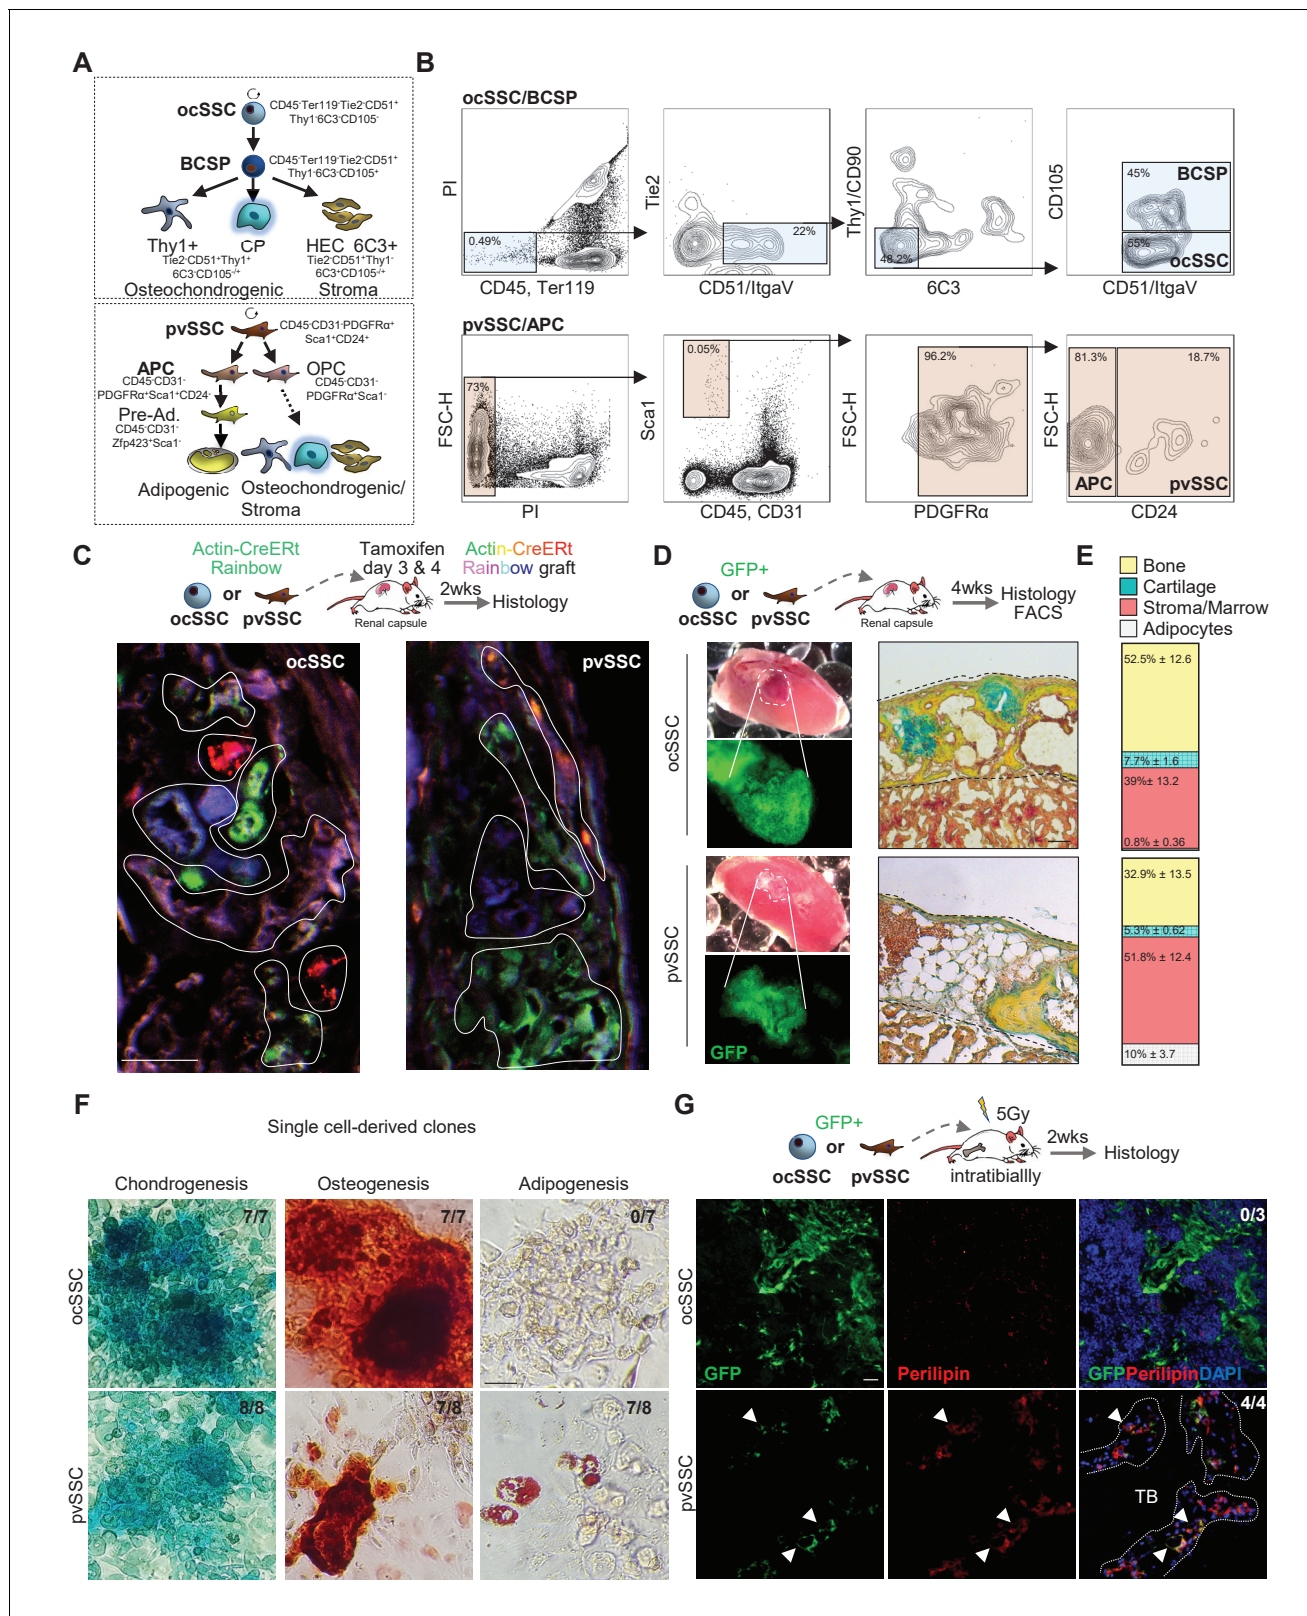 A
ocSSC
CD45-Ter119-Tie2-CD51+
Thy1-6C3-CD105-
BCSP
CD45-Ter119-Tie2-CD51+
Thy1-6C3-CD105+
Thy1+
CP
HEC 6C3+
Tie2-CD51+Thy1+
6C3-CD105-/+
Tie2-CD51+Thy1-
6C3+CD105-/+
Osteochondrogenic
Stroma
pvSSC
CD45-CD31-PDGFRα+
Sca1+CD24+
APC
CD45-CD31-
PDGFRα+Sca1+CD24-
OPC
CD45-CD31-
PDGFRα+Sca1-
Pre-Ad.
CD45-CD31-
Zfp423+Sca1-
Adipogenic
Osteochondrogenic/
Stroma
B
ocSSC/BCSP
PI
0.49%
CD45, Ter119
Tie2
22%
CD51/ItgaV
Thy1/CD90
48.2%
6C3
CD105
45%
BCSP
55%
ocSSC
CD51/ItgaV
pvSSC/APC
FSC-H
73%
PI
Sca1
0.05%
CD45, CD31
FSC-H
96.2%
PDGFRα
FSC-H
81.3%
18.7%
APC
pvSSC
CD24
C
Actin-CreERt
Rainbow
ocSSC or pvSSC
Tamoxifen
day 3 & 4
Renal capsule
2wks
Actin-CreERt
Rainbow graft
Histology
ocSSC
pvSSC
D
GFP+
ocSSC or pvSSC
Renal capsule
4wks
Histology
FACS
ocSSC
pvSSC
GFP
E
Bone
Cartilage
Stroma/Marrow
Adipocytes
52.5% ± 12.6
7.7% ± 1.6
39%± 13.2
0.8% ± 0.36
32.9% ± 13.5
5.3% ± 0.62
51.8% ± 12.4
10% ± 3.7
F
Single cell-derived clones
Chondrogenesis
Osteogenesis
Adipogenesis
ocSSC
7/7
7/7
0/7
pvSSC
8/8
7/8
7/8
G
GFP+
ocSSC or pvSSC
5Gy
intratibiallly
2wks
Histology
ocSSC
GFP
Perilipin
0/3
GFPPerilipinDAPI
pvSSC
4/4
TB